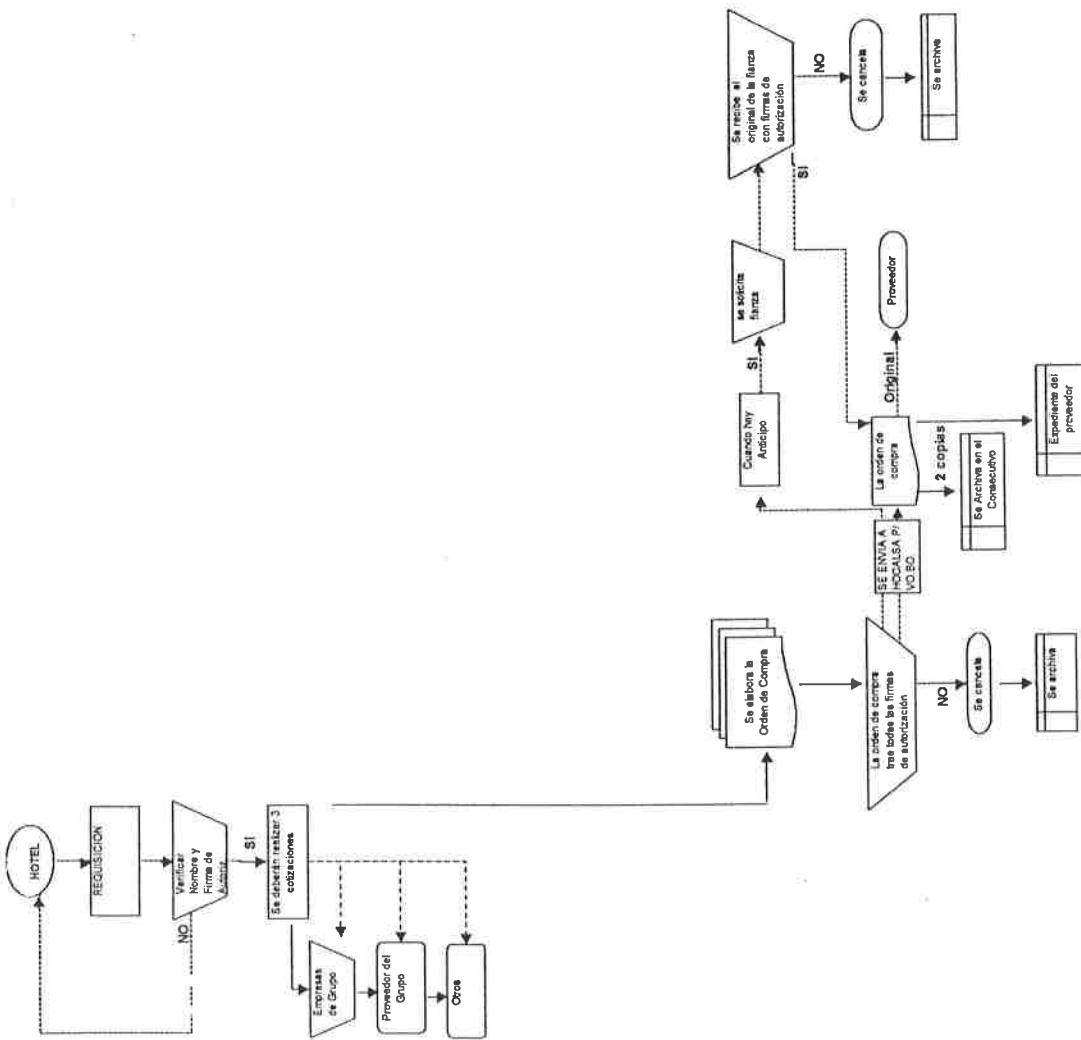 HOTEL
REQUISICION
Verificar
Nombre y
Firma de
Autoriz.
NO
SI
Se deberán realizar 3
cotizaciones
Empresas
de Grupo
Proveedor del
Grupo
Otros
Se elabora la
Orden de Compra
La orden de compra
trae todas las firmas
de autorización
NO
Se cancela
Se archiva
SE ENVIA A
HOCALSA P/
VO.BO.
Cuando hay
Anticipo
SI
se solicita
fianza
Se recibe el
original de la fianza
con firmas de
autorización
NO
Se cancela
Se archiva
SI
La orden de
compra
Original
Proveedor
2 copias
Se Archiva en el
Consecutivo
Expediente del
proveedor